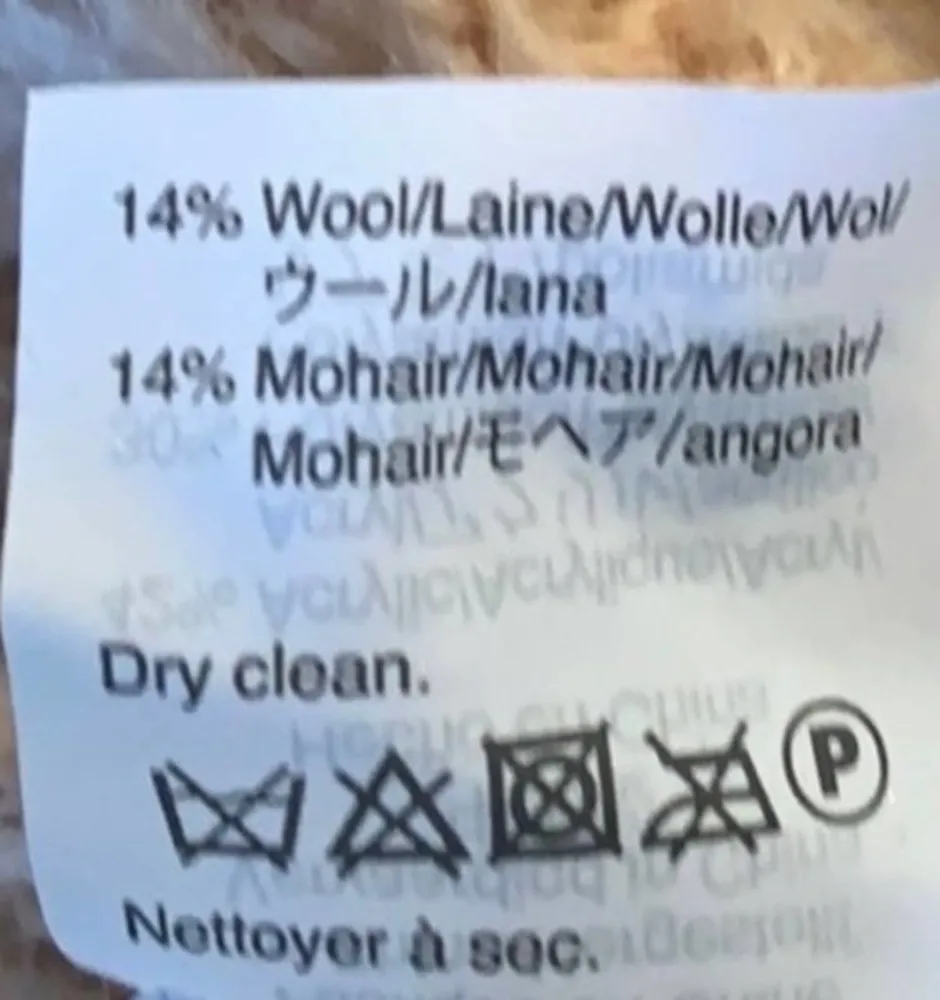 14% Wool/Laine/Wolle/Wol/
ウール/lana
14% Mohair/Mohair/Mohair/
Mohair/モヘア/angora
Dry clean.
P
Nettoyer à sec.